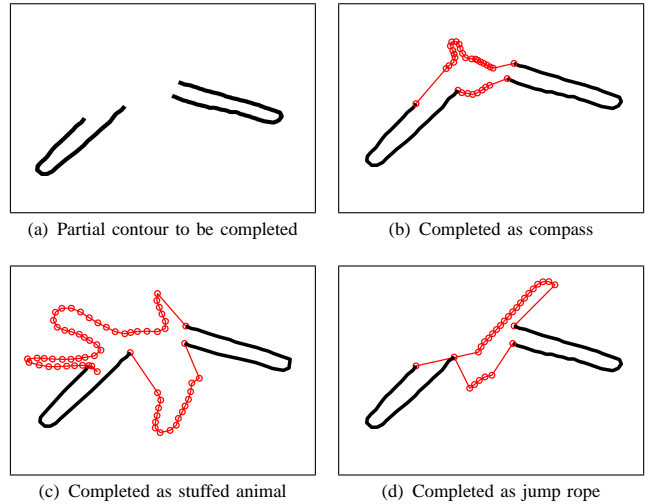 (a) Partial contour to be completed
(b) Completed as compass
(c) Completed as stuffed animal
(d) Completed as jump rope